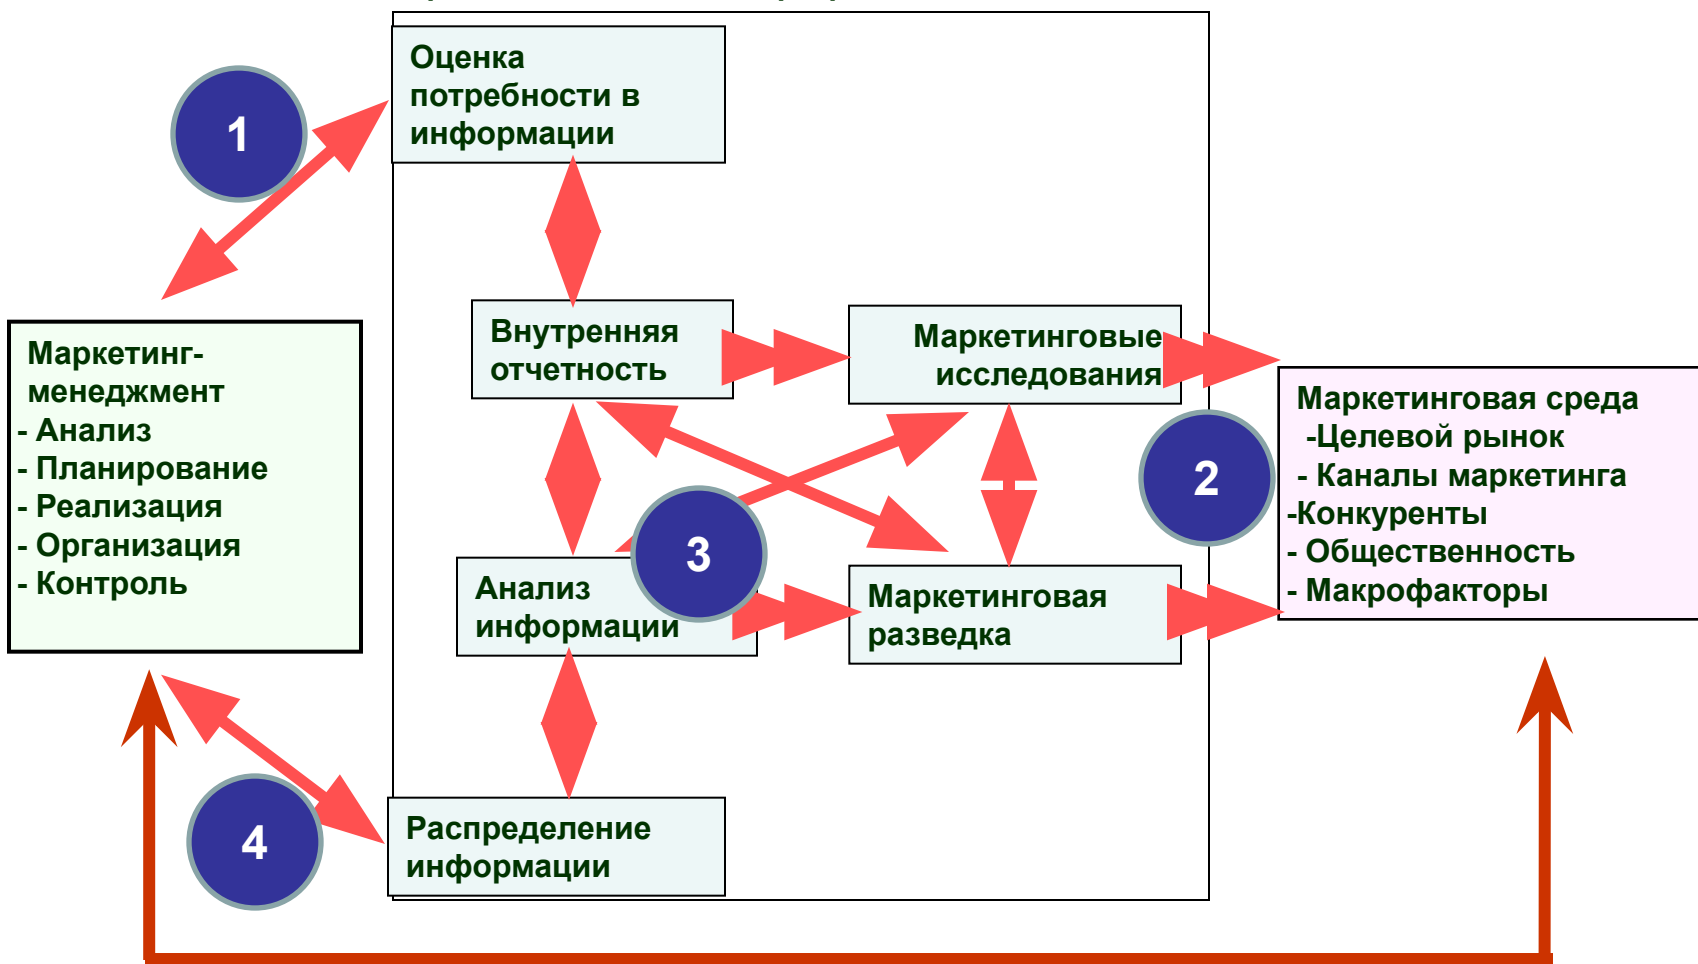 1
Оценка
потребности в
информации
Внутренняя
отчетность
Маркетинговые
исследования
Маркетинг-
менеджмент
- Анализ
- Планирование
- Реализация
- Организация
- Контроль
Маркетинговая среда
-Целевой рынок
- Каналы маркетинга
-Конкуренты
- Общественность
- Макрофакторы
2
3
Анализ
информации
Маркетинговая
разведка
4
Распределение
информации